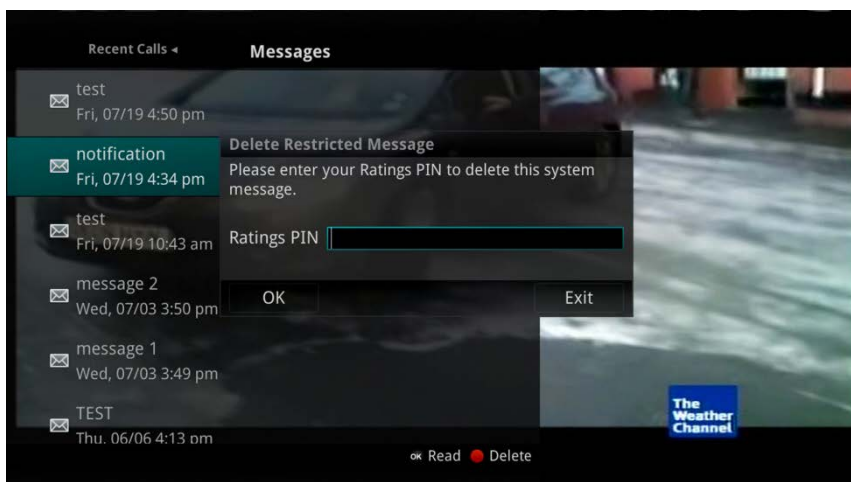 Recent Calls ◂ Messages
test
Fri, 07/19 4:50 pm
notification
Fri, 07/19 4:34 pm
test
Fri, 07/19 10:43 am
message 2
Wed, 07/03 3:50 pm
message 1
Wed, 07/03 3:49 pm
TEST
Thu, 06/06 4:13 pm
Delete Restricted Message
Please enter your Ratings PIN to delete this system
message.
Ratings PIN
OK Exit
The
Weather
Channel
OK Read Delete